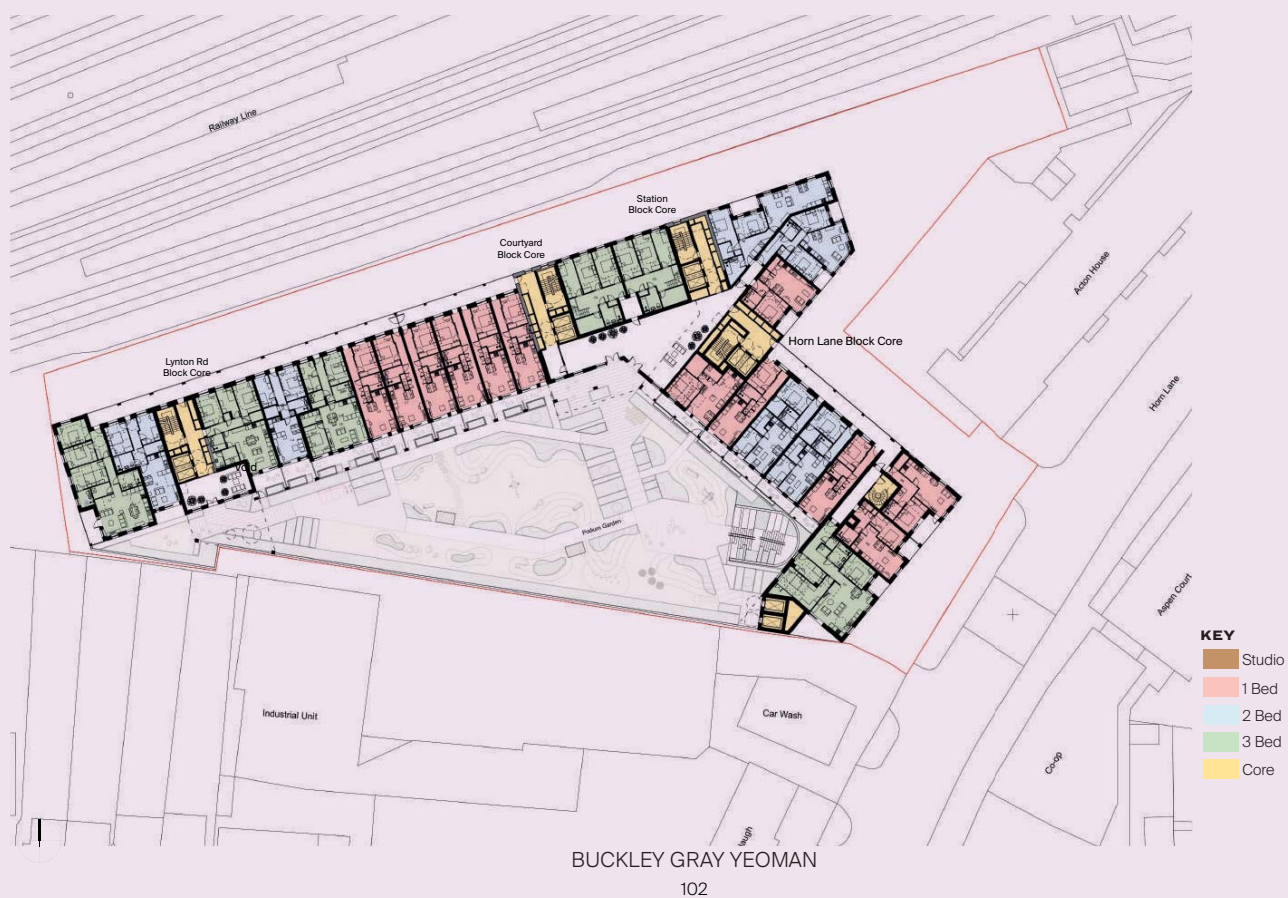 Railway Line
Station
Block Core
Courtyard
Block Core
Acton House
Horn Lane Block Core
Lynton Rd
Block Core
Horn Lane
Podium Garden
Aspen Court
Industrial Unit
Car Wash
Co-op
KEY
Studio
1 Bed
2 Bed
3 Bed
Core
BUCKLEY GRAY YEOMAN
102